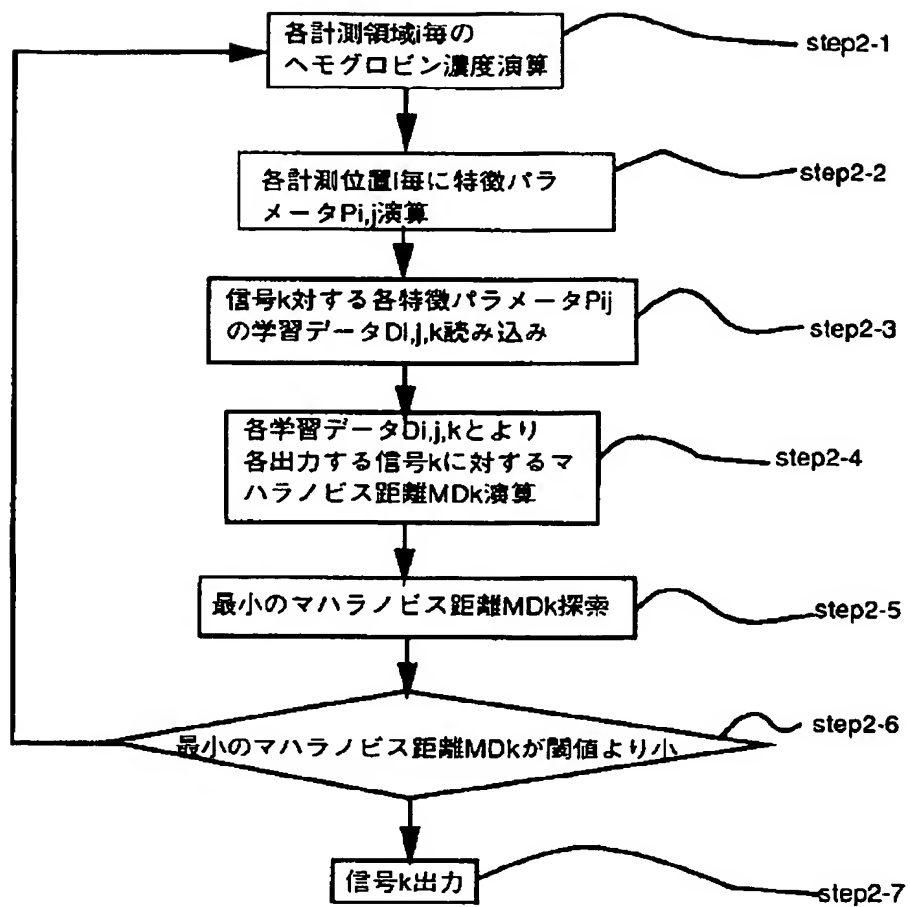 各計測領域i毎の
ヘモグロビン濃度演算
step2-1
各計測位置i毎に特徴パラ
メータPi,j演算
step2-2
信号k対する各特徴パラメータPij
の学習データDi,j,k読み込み
step2-3
各学習データDi,j,kとより
各出力する信号kに対するマ
ハラノビス距離MDk演算
step2-4
最小のマハラノビス距離MDk探索
step2-5
最小のマハラノビス距離MDkが閾値より小
step2-6
信号k出力
step2-7